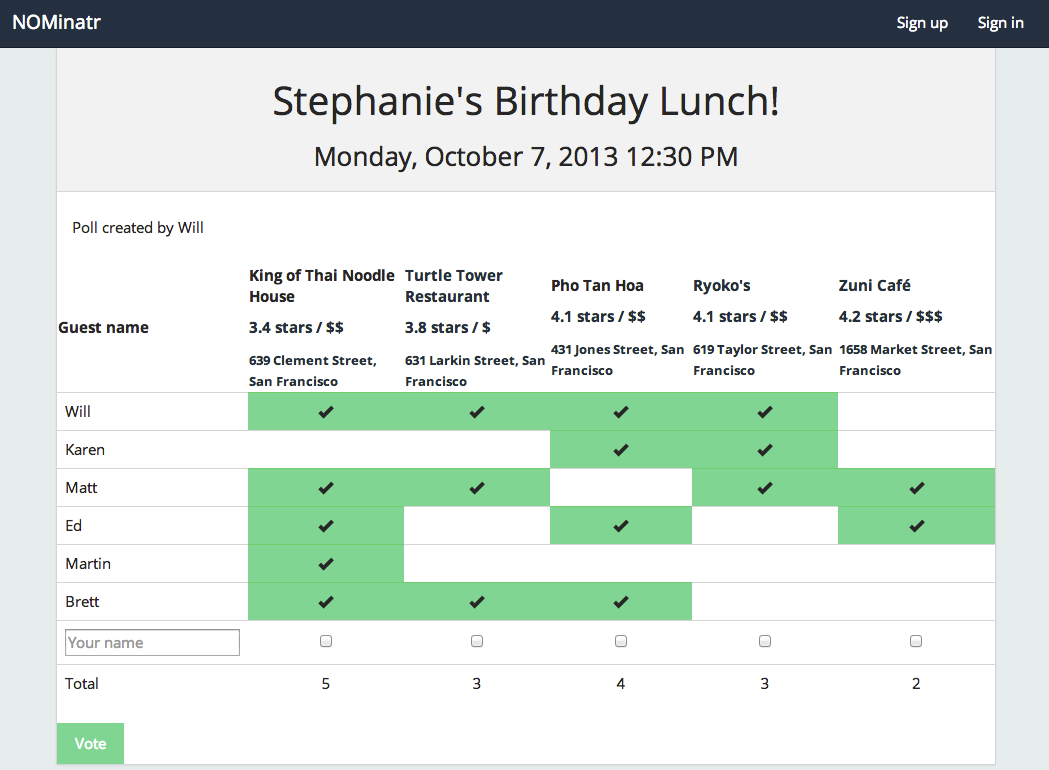 NOMinatr Sign up Sign in
Stephanie's Birthday Lunch!
Monday, October 7, 2013 12:30 PM
Poll created by Will
Guest name
King of Thai Noodle
House
3.4 stars / $$
639 Clement Street,
San Francisco
Turtle Tower
Restaurant
3.8 stars / $
631 Larkin Street, San
Francisco
Pho Tan Hoa
4.1 stars / $$
431 Jones Street, San
Francisco
Ryoko's
4.1 stars / $$
619 Taylor Street, San
Francisco
Zuni Café
4.2 stars / $$$
1658 Market Street, San
Francisco
Will ✔ ✔ ✔ ✔
Karen ✔ ✔
Matt ✔ ✔ ✔ ✔
Ed ✔ ✔ ✔
Martin ✔
Brett ✔ ✔ ✔
Your name
Total 5 3 4 3 2
Vote